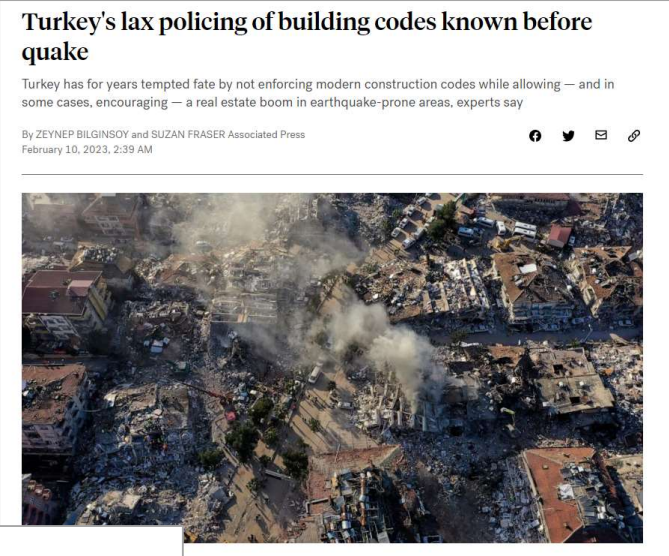 Turkey's lax policing of building codes known before
quake
Turkey has for years tempted fate by not enforcing modern construction codes while allowing — and in
some cases, encouraging — a real estate boom in earthquake-prone areas, experts say
By ZEYNEP BILGINSOY and SUZAN FRASER Associated Press
February 10, 2023, 2:39 AM